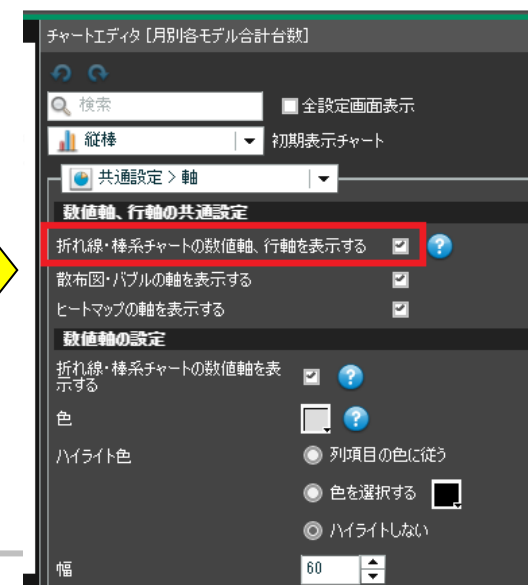 チャートエディタ [月別各モデル合計台数]
検索
全設定画面表示
縦棒
初期表示チャート
共通設定 > 軸
数値軸、行軸の共通設定
折れ線・棒系チャートの数値軸、行軸を表示する
?
散布図・バブルの軸を表示する
ヒートマップの軸を表示する
数値軸の設定
折れ線・棒系チャートの数値軸を表
示する
?
色
?
ハイライト色
列項目の色に従う
色を選択する
ハイライトしない
幅
60